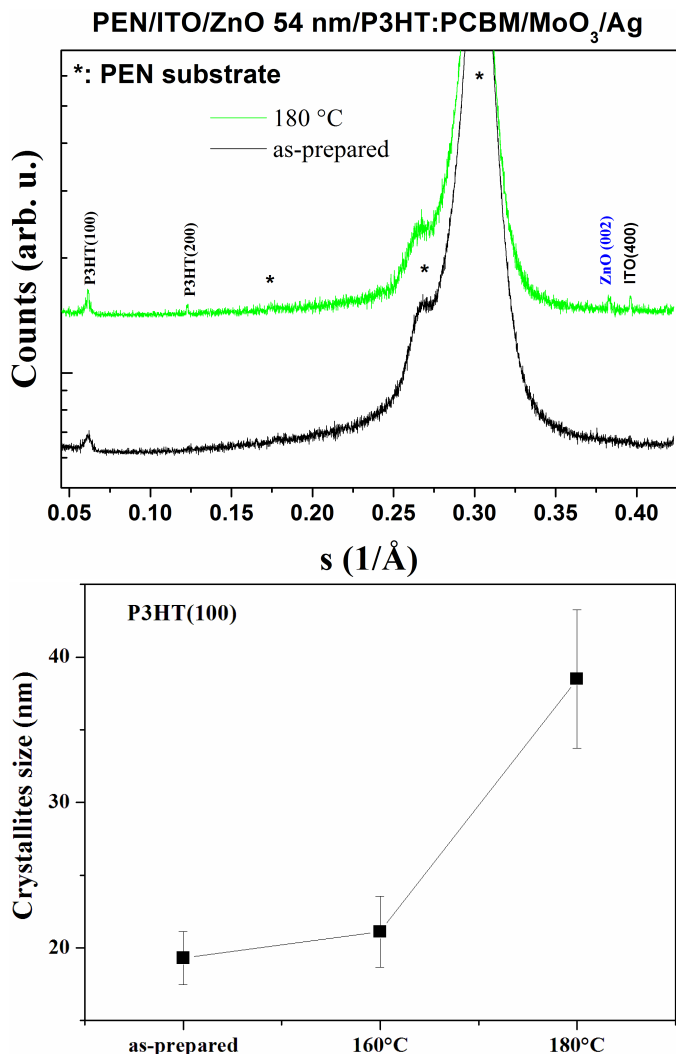 PEN/ITO/ZnO 54 nm/P3HT:PCBM/MoO₃/Ag
*: PEN substrate
180 °C
as-prepared
*
P3HT(100)
P3HT(200)
*
*
ZnO (002)
ITO(400)
Counts (arb. u.)
0.05 0.10 0.15 0.20 0.25 0.30 0.35 0.40
s (1/Å)
P3HT(100)
Crystallites size (nm)
40
30
20
as-prepared 160°C 180°C